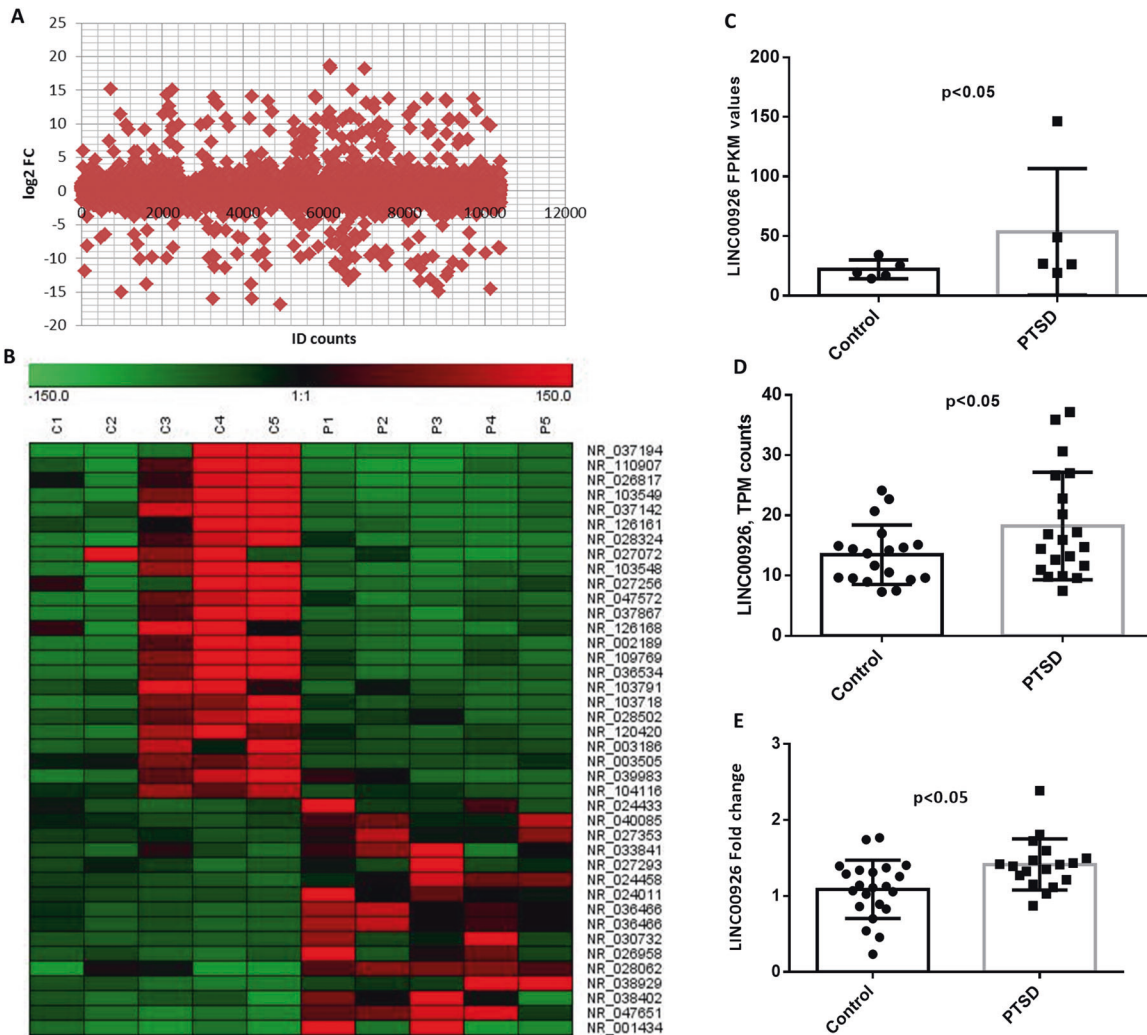 A
25
20
15
10
5
0
-5
-10
-15
-20
log2 FC
0 2000 4000 6000 8000 10000 12000
ID counts
B
-150.0 1:1 150.0
C1 C2 C3 C4 C5 P1 P2 P3 P4 P5
NR_037194
NR_110907
NR_026817
NR_103549
NR_037142
NR_126161
NR_028324
NR_027072
NR_103548
NR_027256
NR_047572
NR_037867
NR_126168
NR_002189
NR_109769
NR_036534
NR_103791
NR_103718
NR_028502
NR_120420
NR_003186
NR_003505
NR_039983
NR_104116
NR_024433
NR_040085
NR_027353
NR_033841
NR_027293
NR_024458
NR_024011
NR_036466
NR_036466
NR_030732
NR_026958
NR_028062
NR_038929
NR_038402
NR_047651
NR_001434
C
LINC00926 FPKM values
200
150
100
50
0
p<0.05
Control PTSD
D
LINC00926, TPM counts
40
30
20
10
0
p<0.05
Control PTSD
E
LINC00926 Fold change
3
2
1
0
p<0.05
Control PTSD